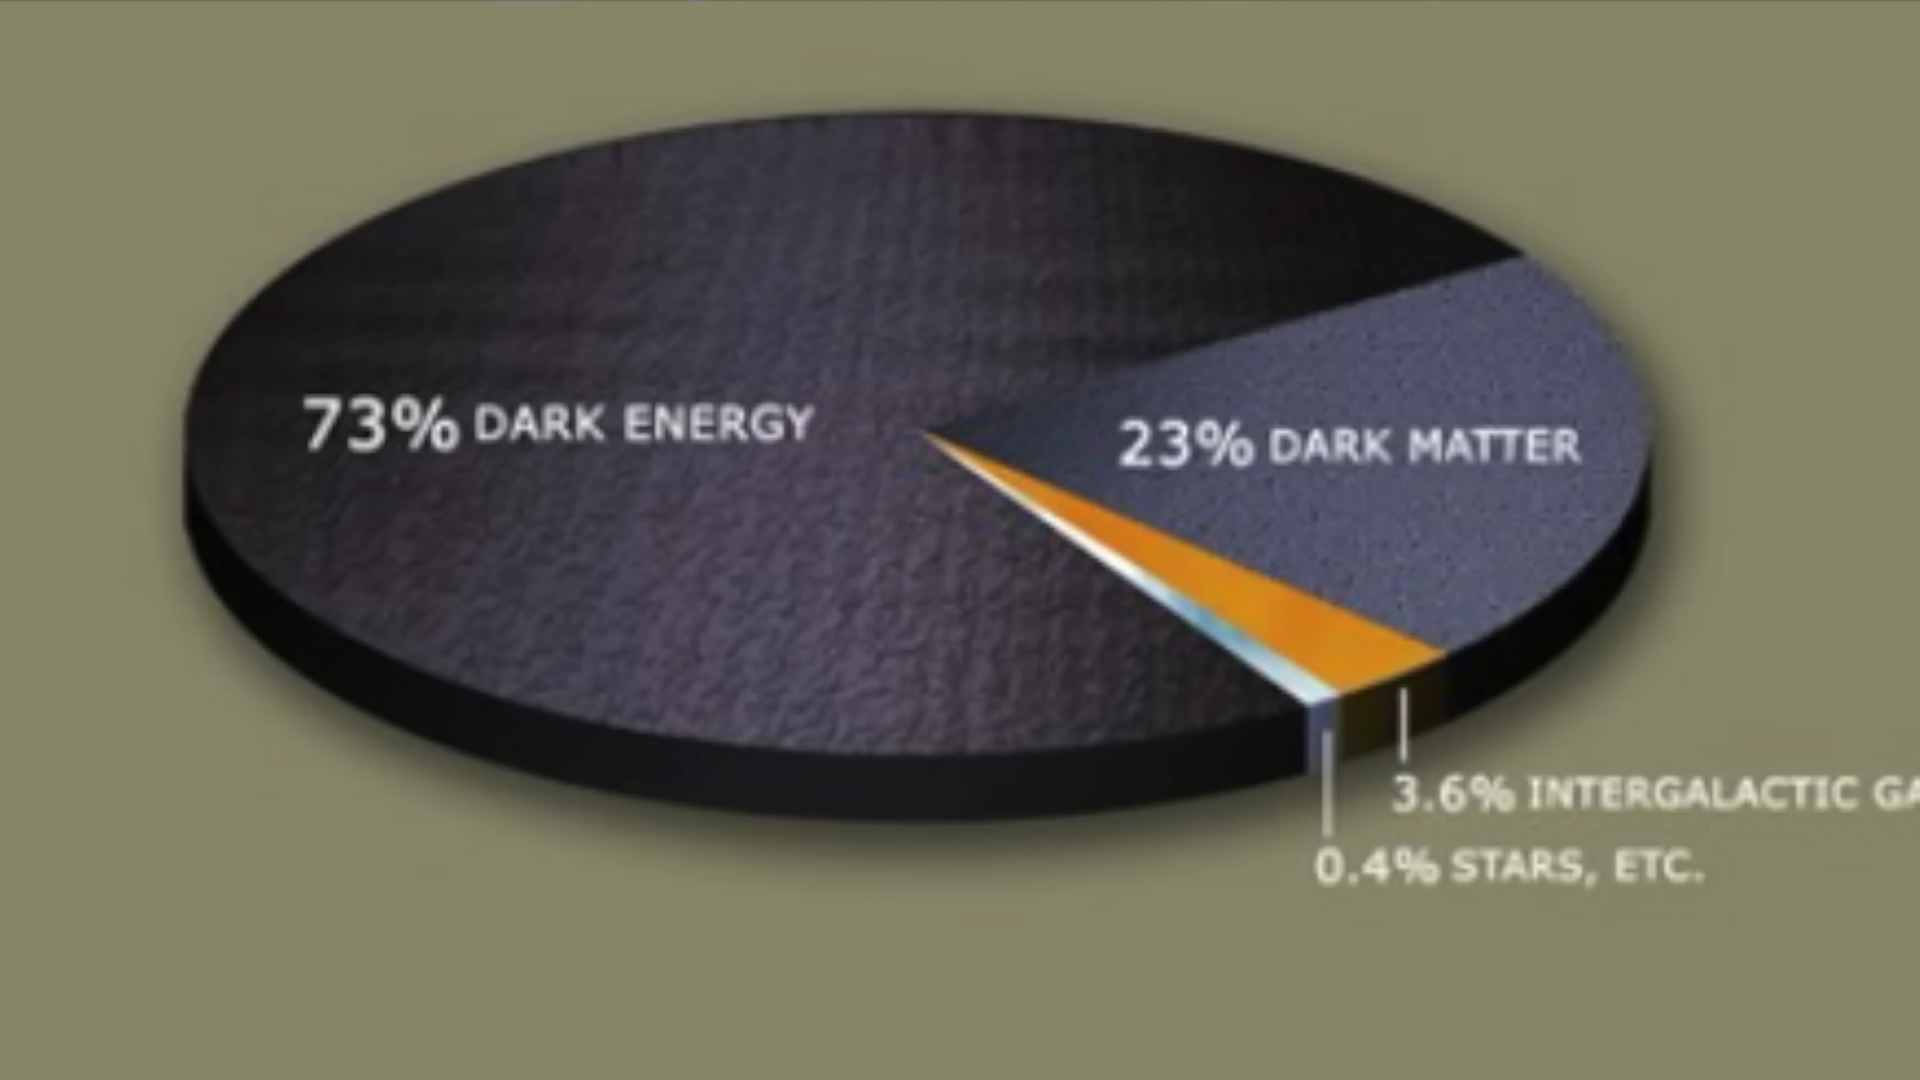 73% DARK ENERGY
23% DARK MATTER
3.6% INTERGALACTIC
0.4% STARS, ETC.